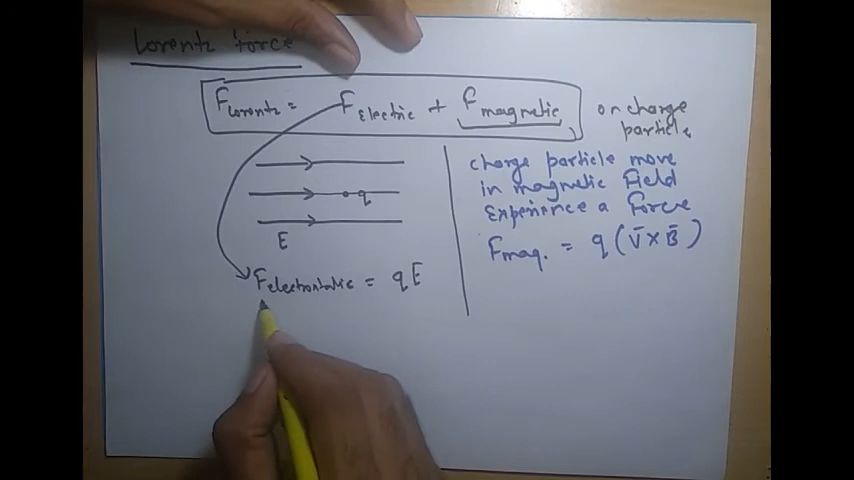 Lorentz force
FLorentz = FElectric + Fmagnetic on charge
particle
q
E
Felectrostatic = qE
charge particle move
in magnetic Field
Experience a Force
Fmag. = q (V̄ × B̄)